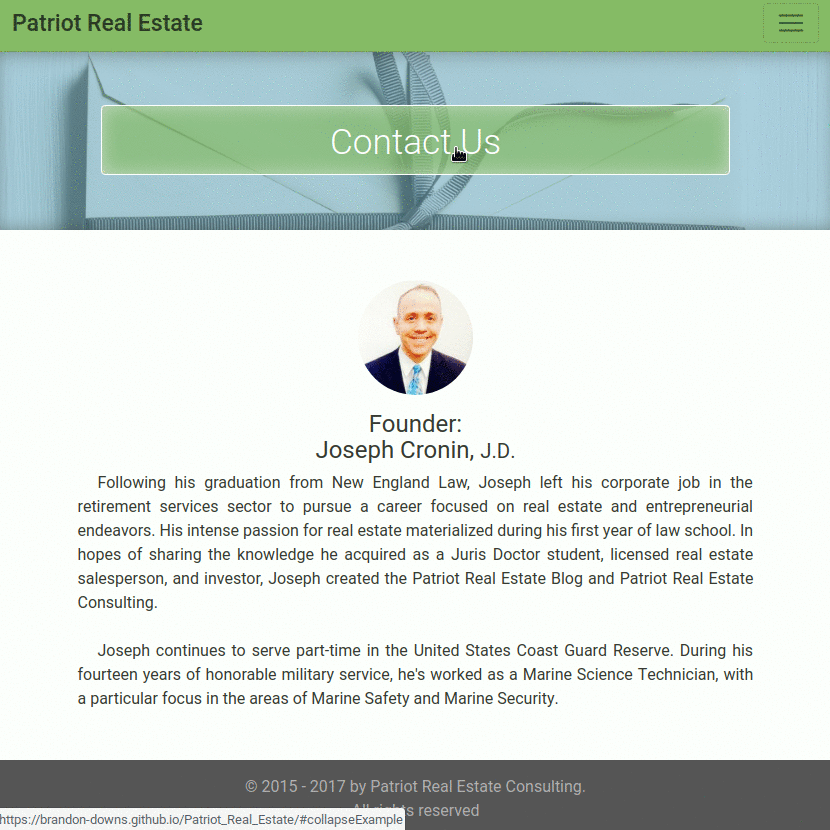 Patriot Real Estate
Contact Us
Founder:
Joseph Cronin, J.D.
Following his graduation from New England Law, Joseph left his corporate job in the
retirement services sector to pursue a career focused on real estate and entrepreneurial
endeavors. His intense passion for real estate materialized during his first year of law school. In
hopes of sharing the knowledge he acquired as a Juris Doctor student, licensed real estate
salesperson, and investor, Joseph created the Patriot Real Estate Blog and Patriot Real Estate
Consulting.
Joseph continues to serve part-time in the United States Coast Guard Reserve. During his
fourteen years of honorable military service, he's worked as a Marine Science Technician, with
a particular focus in the areas of Marine Safety and Marine Security.
© 2015 - 2017 by Patriot Real Estate Consulting.
All rights reserved
https://brandon-downs.github.io/Patriot_Real_Estate/#collapseExample